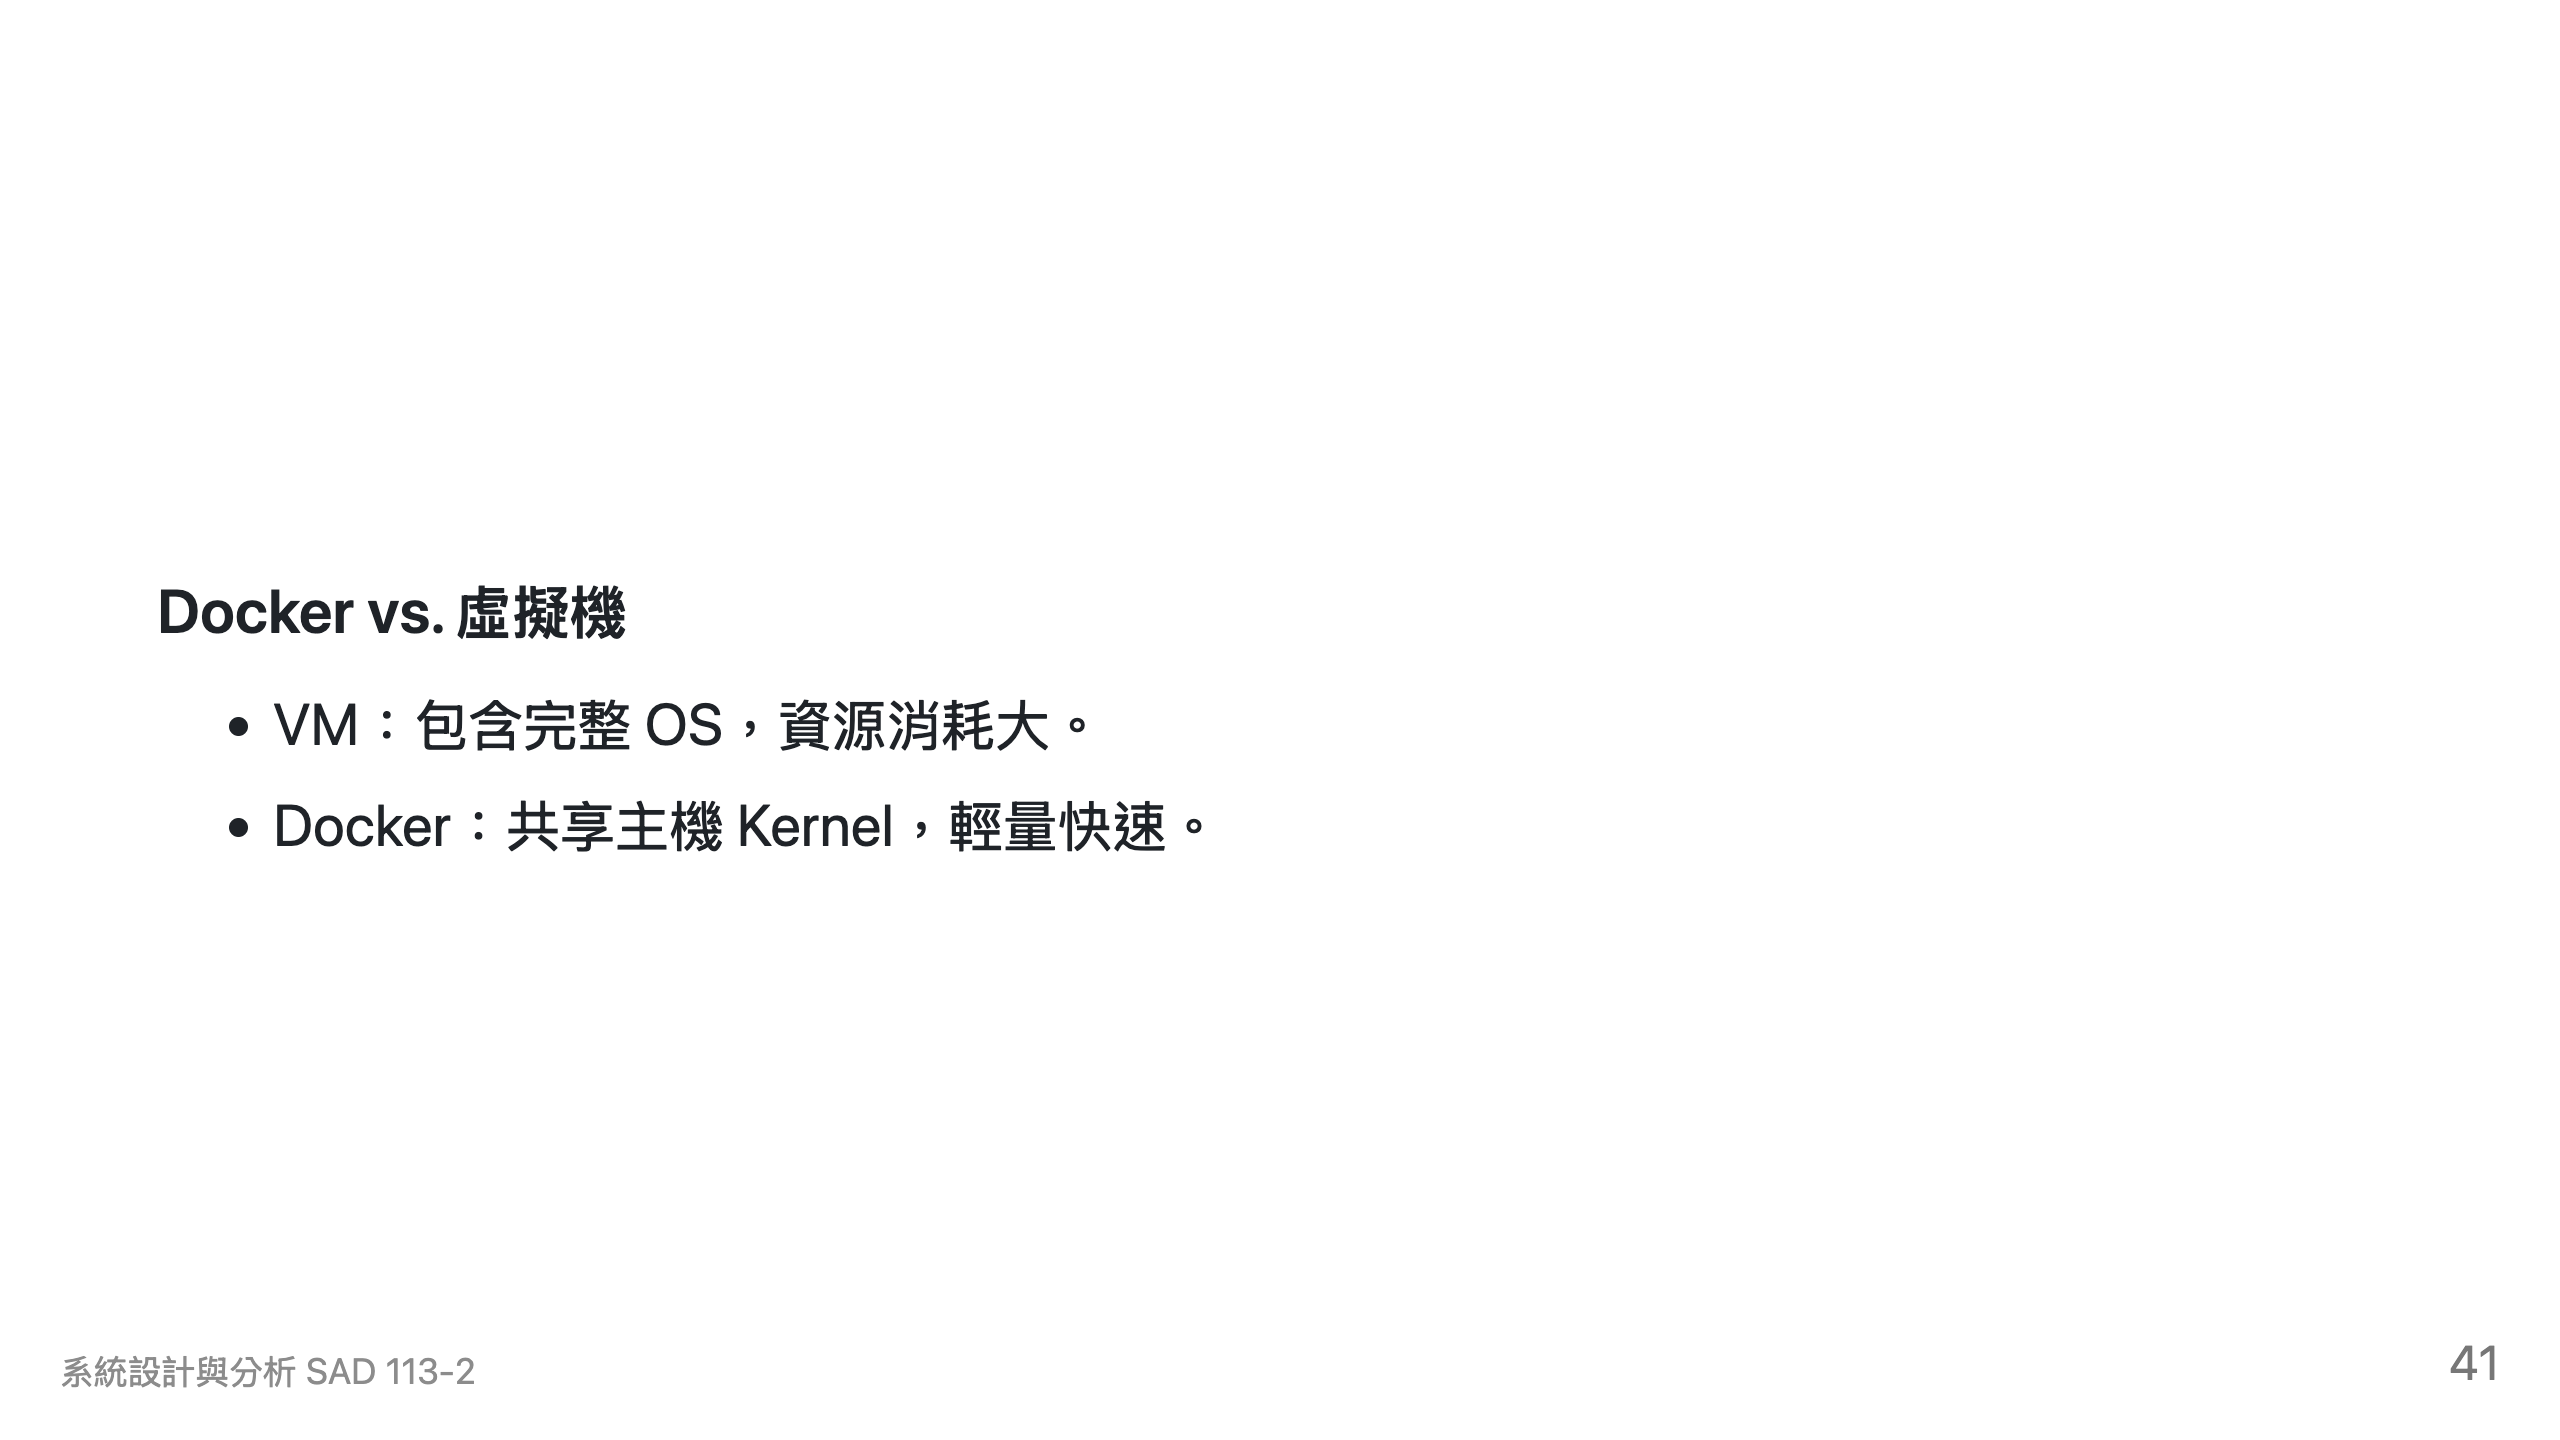 Docker vs. 虛擬機
• VM：包含完整 OS，資源消耗大。
• Docker：共享主機 Kernel，輕量快速。
系統設計與分析 SAD 113-2
41